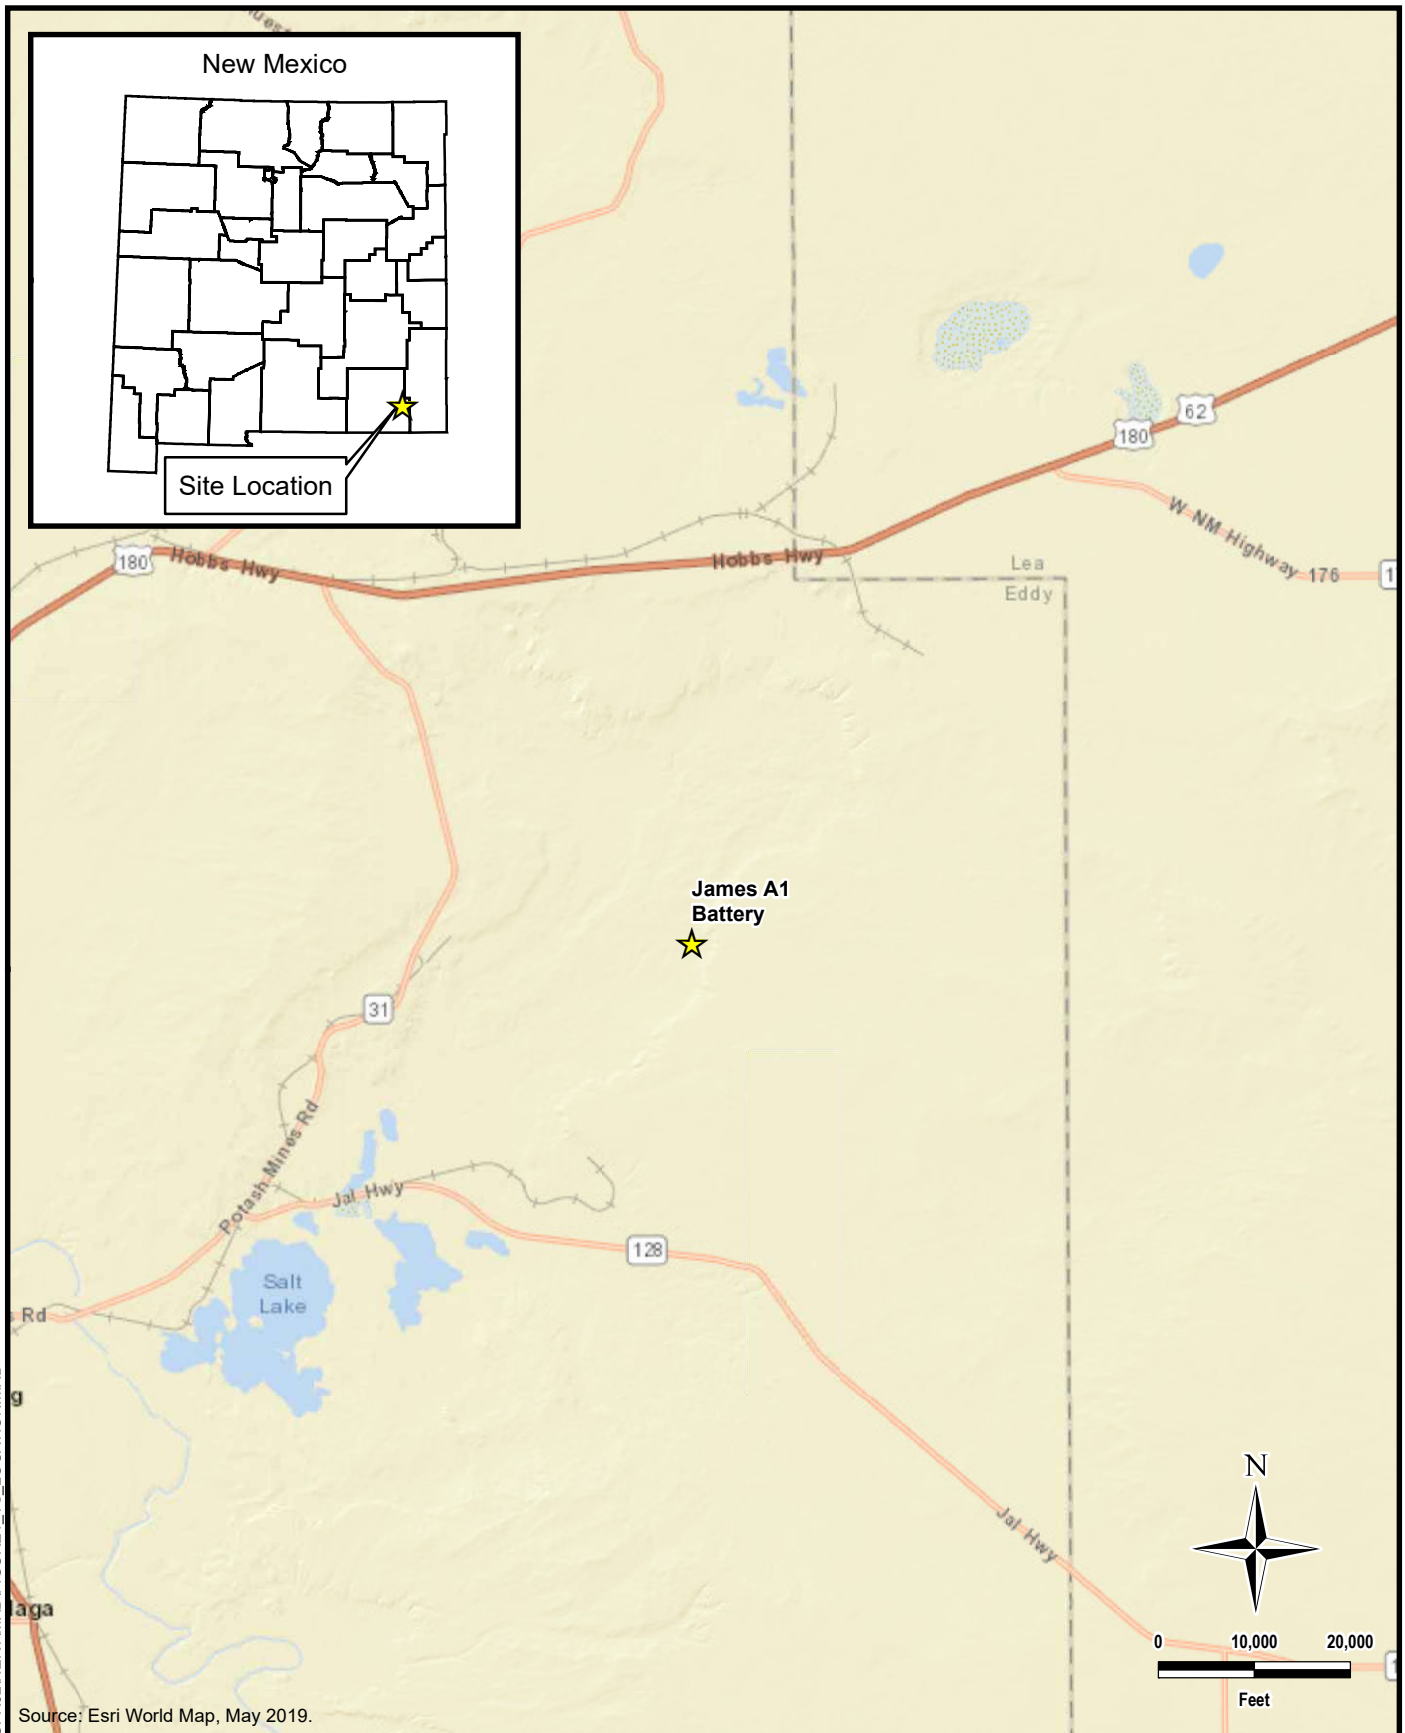 New Mexico
Site Location
62
180
W NM Highway 176
180
Hobbs Hwy
Hobbs Hwy
Lea
Eddy
James A1
Battery
31
Potash Mines Rd
Jal Hwy
128
Salt
Lake
Rd
Jal Hwy
N
0 10,000 20,000
Feet
Source: Esri World Map, May 2019.